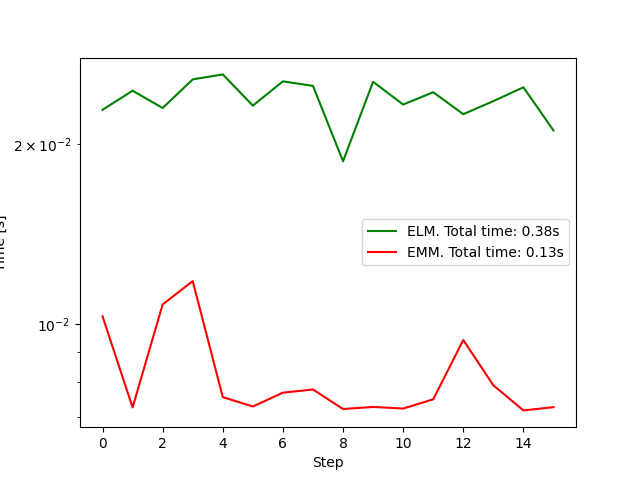 2 × 10⁻²
10⁻²
ELM. Total time: 0.38s
EMM. Total time: 0.13s
0 2 4 6 8 10 12 14
Step